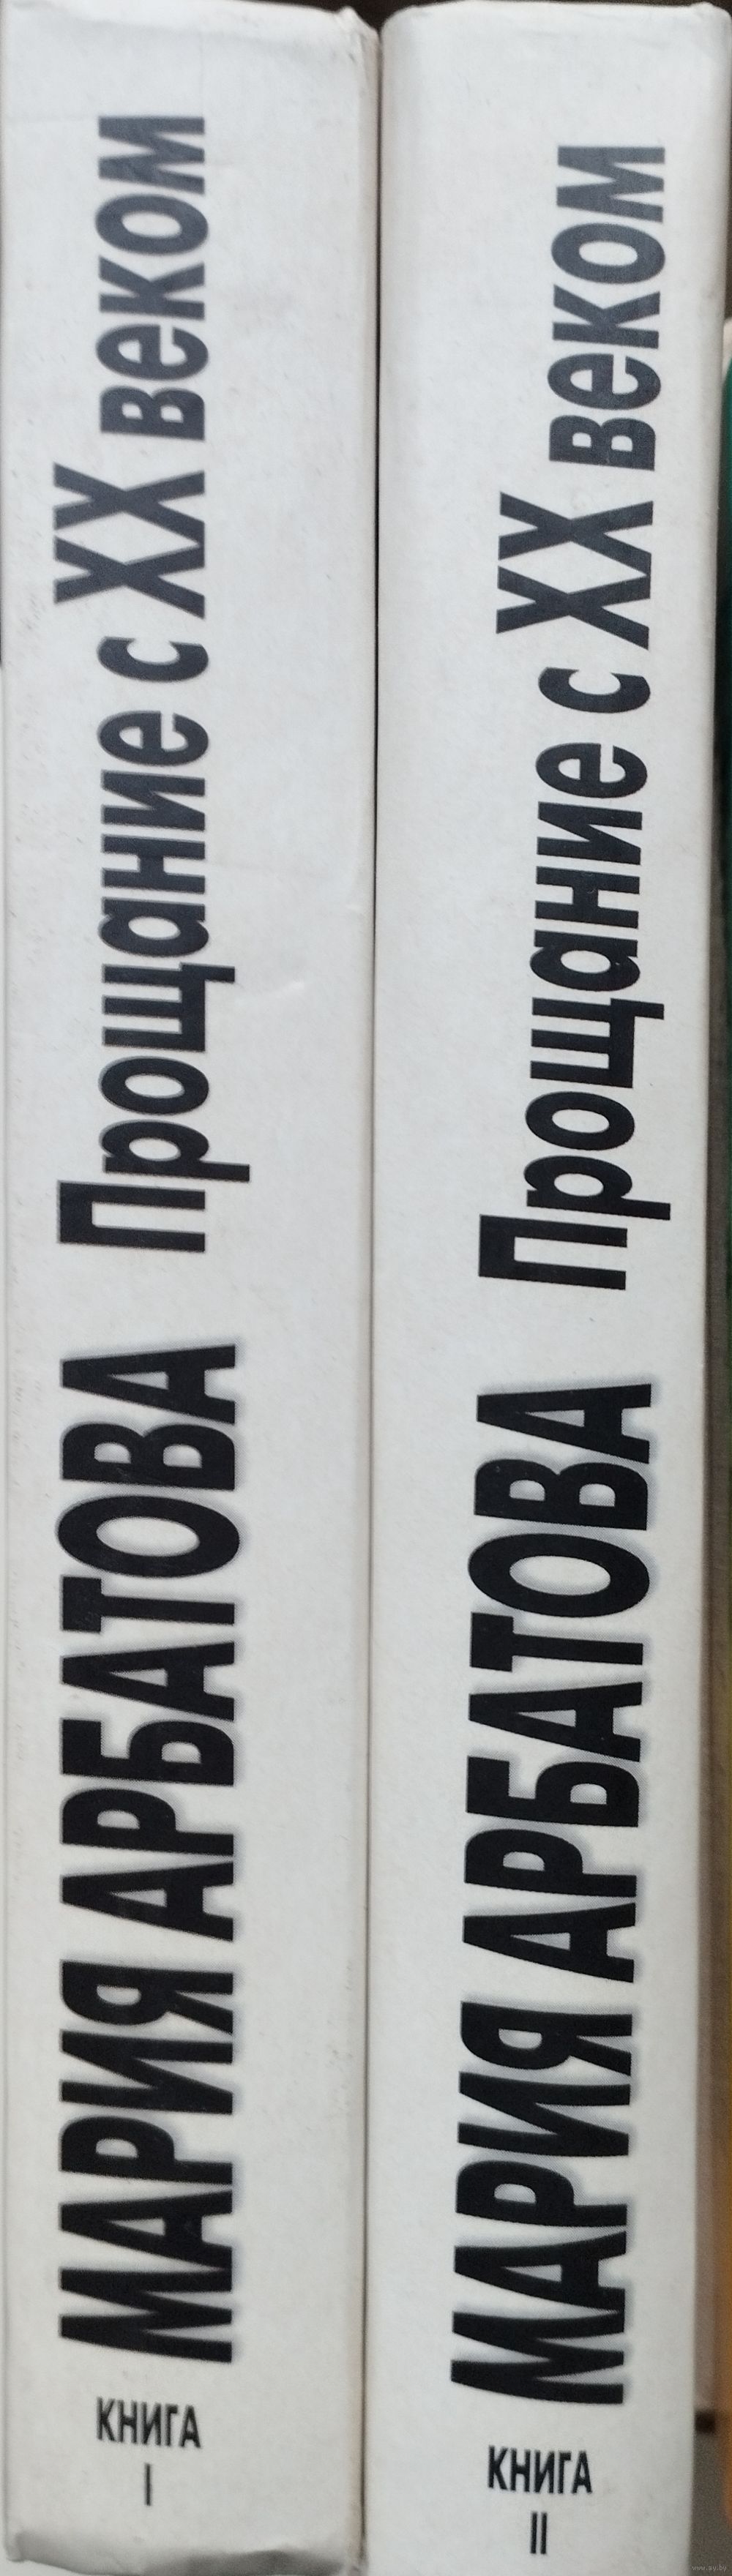 КНИГА
I
МАРИЯ АРБАТОВА Прощание с XX веком
КНИГА
II
МАРИЯ АРБАТОВА Прощание с XX веком